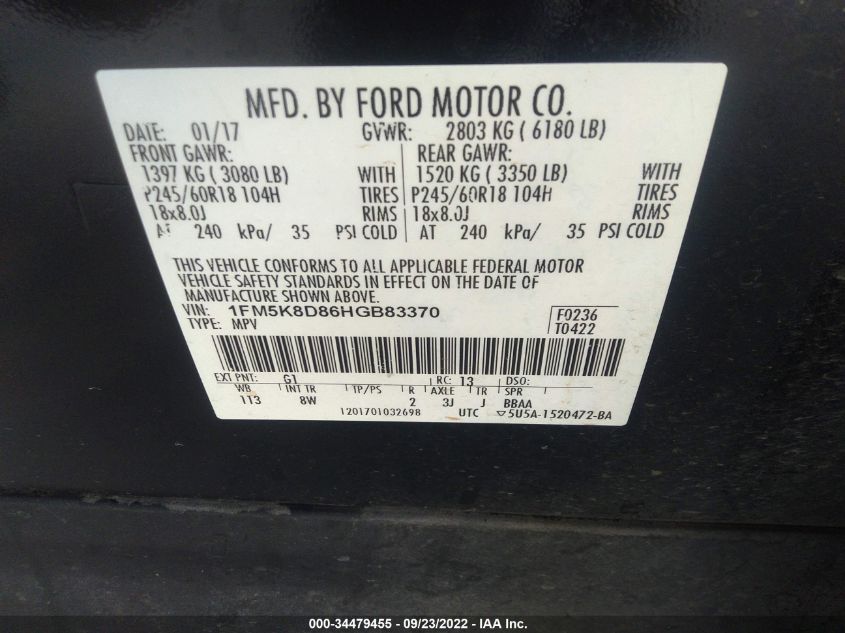 MFD. BY FORD MOTOR CO.
DATE: 01/17 GVWR: 2803 KG ( 6180 LB)
FRONT GAWR: REAR GAWR:
1397 KG ( 3080 LB) WITH 1520 KG ( 3350 LB) WITH
P245/60R18 104H TIRES P245/60R18 104H TIRES
18x8.0J RIMS 18x8.0J RIMS
AT 240 kPa/ 35 PSI COLD AT 240 kPa/ 35 PSI COLD
THIS VEHICLE CONFORMS TO ALL APPLICABLE FEDERAL MOTOR
VEHICLE SAFETY STANDARDS IN EFFECT ON THE DATE OF
MANUFACTURE SHOWN ABOVE.
VIN: 1FM5K8D86HGB83370 F0236
TYPE: MPV T0422
EXT PNT: G1 RC: 13 DSO:
WB INT TR TP/PS R AXLE TR SPR
113 8W 2 3J J BBAA
1201701032698 UTC ▽5U5A-1520472-BA
000-34479455 - 09/23/2022 - IAA Inc.